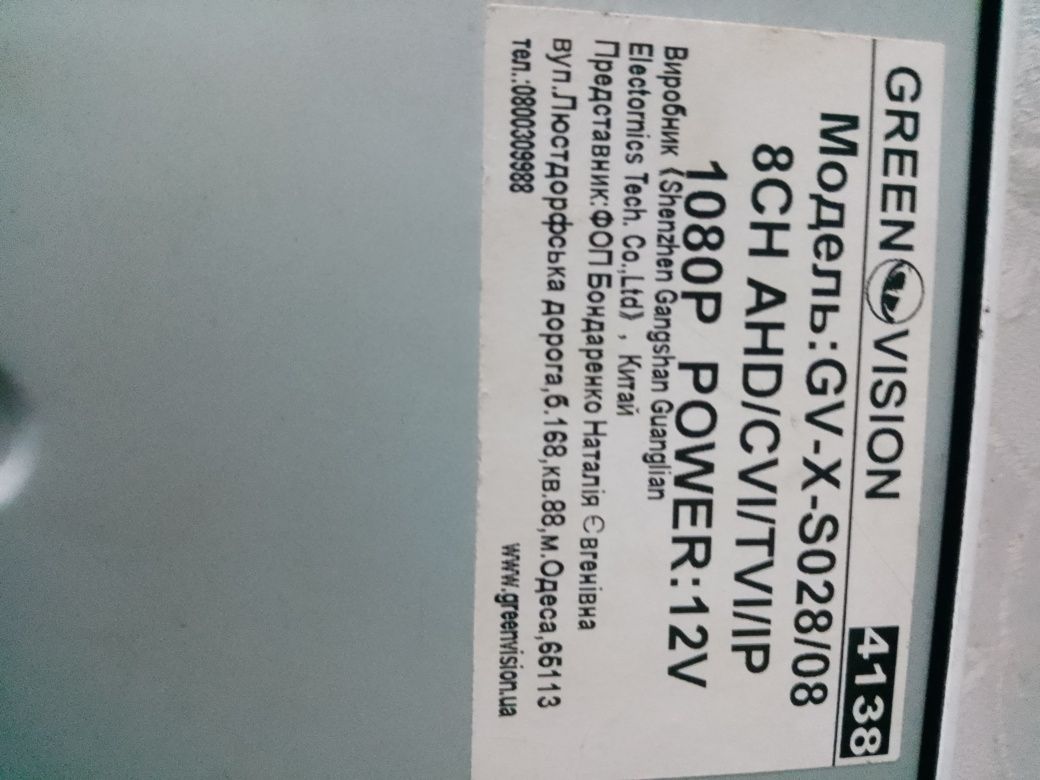 GREEN VISION 4138
Модель:GV-X-S028/08
8CH AHD/CVI/TVI/IP
1080P POWER:12V
Виробник《Shenzhen Gangshan Guanglian
Electornics Tech. Co.,Ltd》, Китай
Представник:ФОП Бондаренко Наталія Євгенівна
вул.Люстдорфська дорога,б.168,кв.88,м.Одеса,65113
тел.:0800309988 www.greenvision.ua